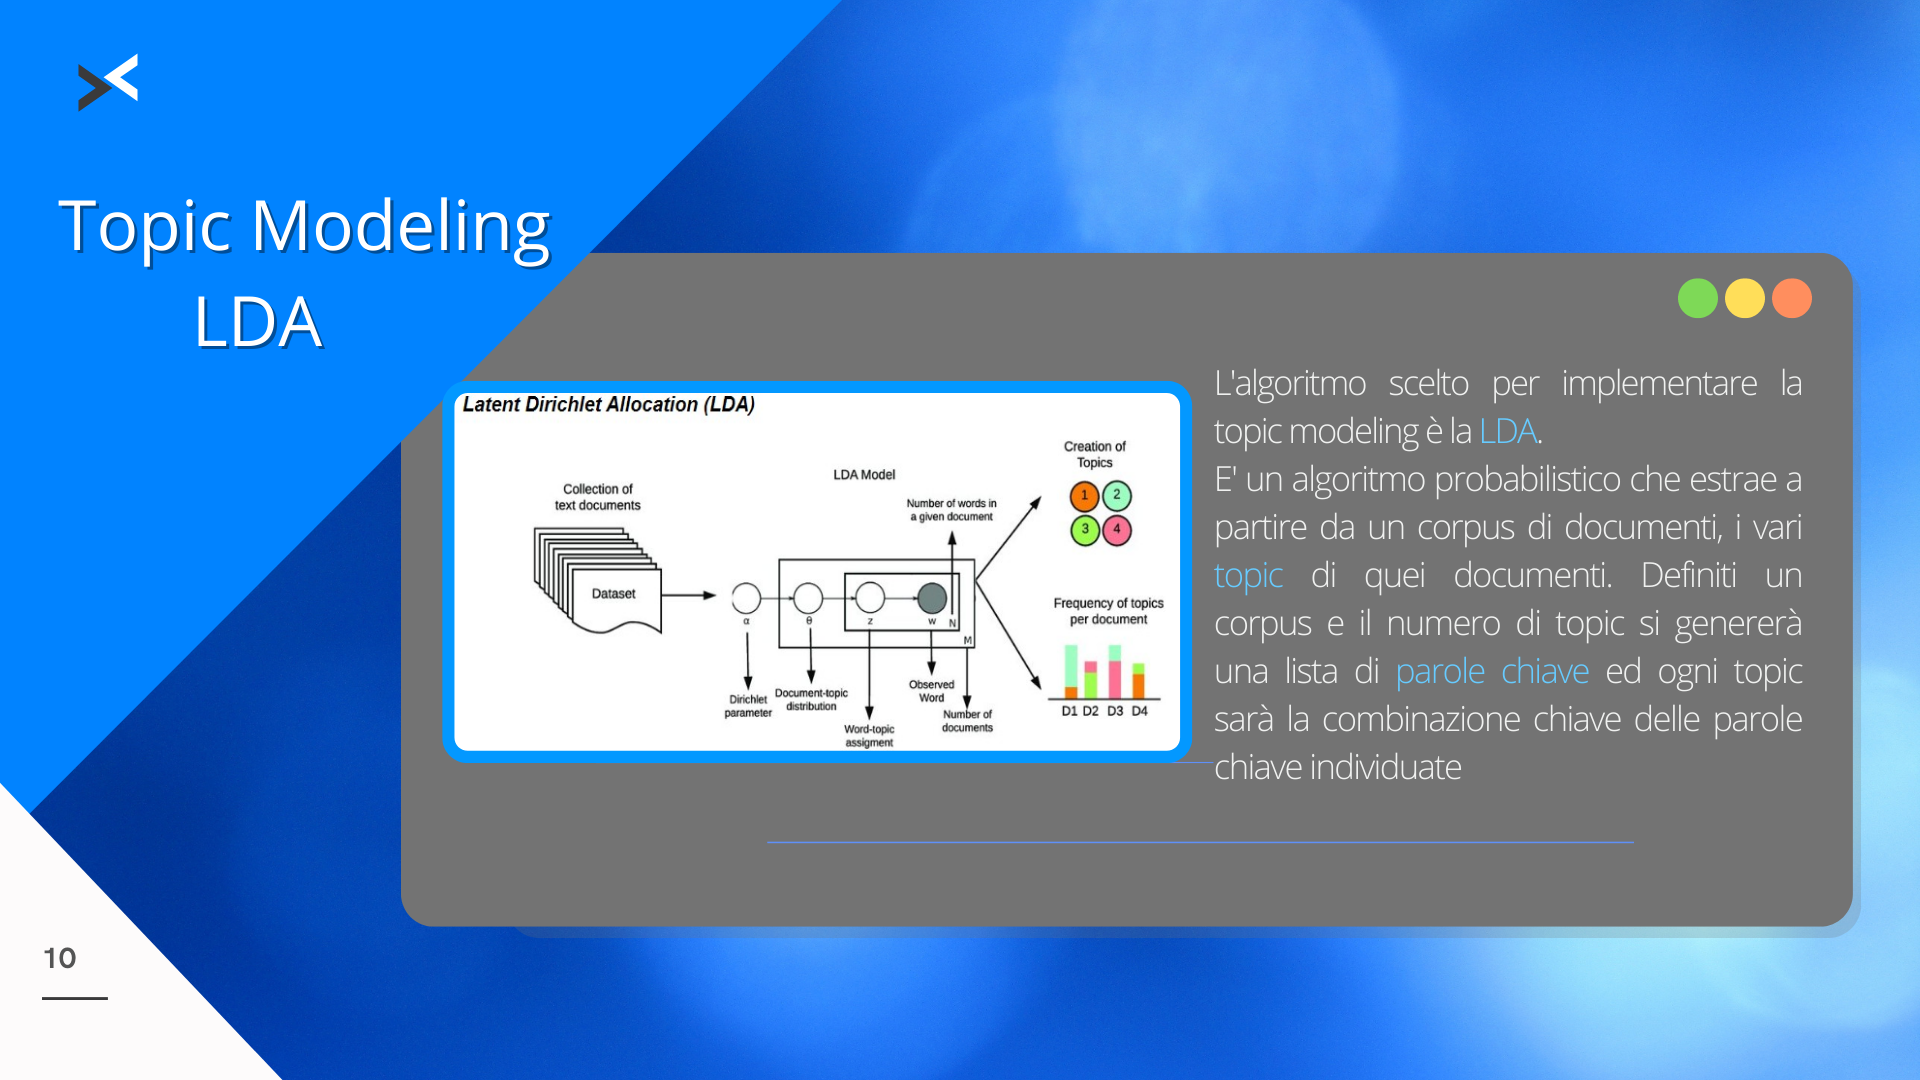 Topic Modeling
LDA
Latent Dirichlet Allocation (LDA)
Collection of
text documents
Dataset
LDA Model
Number of words in
a given document
α
θ
z
w
N
M
Dirichlet
parameter
Document-topic
distribution
Word-topic
assigment
Observed
Word
Number of
documents
Creation of
Topics
1
2
3
4
Frequency of topics
per document
D1 D2 D3 D4
L'algoritmo scelto per implementare la
topic modeling è la LDA.
E' un algoritmo probabilistico che estrae a
partire da un corpus di documenti, i vari
topic di quei documenti. Definiti un
corpus e il numero di topic si genererà
una lista di parole chiave ed ogni topic
sarà la combinazione chiave delle parole
chiave individuate
10